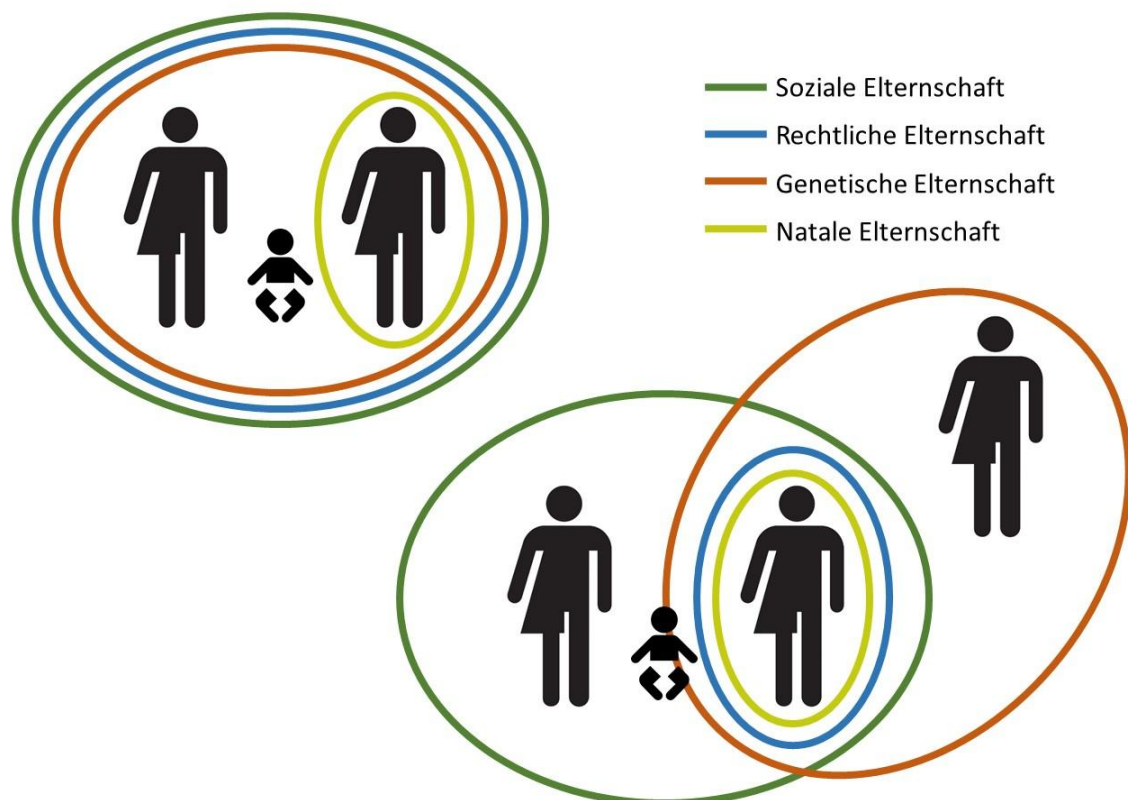 Soziale Elternschaft
Rechtliche Elternschaft
Genetische Elternschaft
Natale Elternschaft